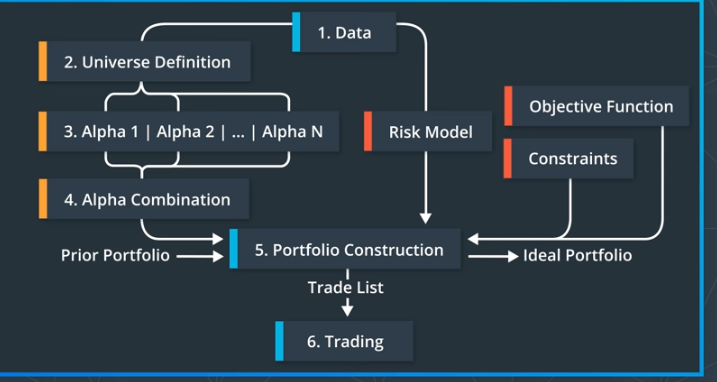 1. Data
2. Universe Definition
3. Alpha 1 | Alpha 2 | ... | Alpha N
Risk Model
Objective Function
Constraints
4. Alpha Combination
Prior Portfolio
5. Portfolio Construction
Ideal Portfolio
Trade List
6. Trading